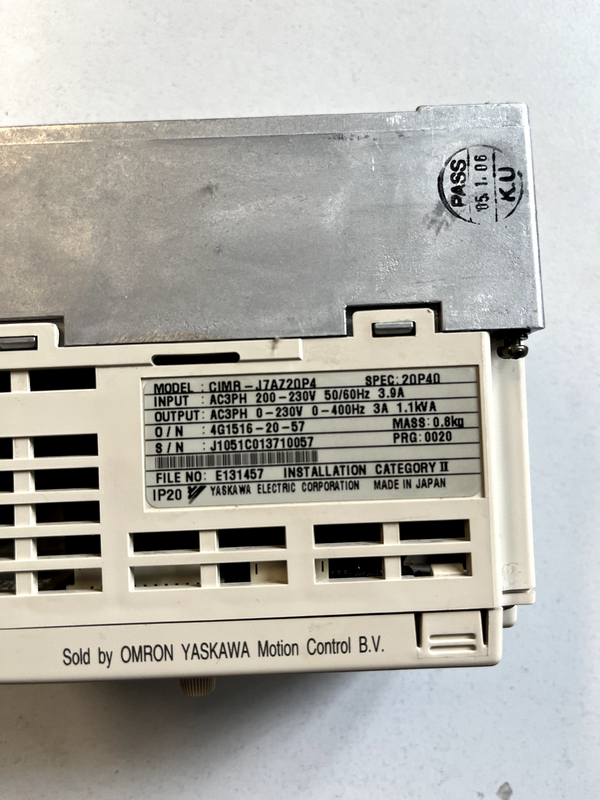 PASS
05.1.06
K.U
MODEL : CIMR-J7AZ20P4 SPEC: 20P40
INPUT : AC3PH 200-230V 50/60Hz 3.9A
OUTPUT: AC3PH 0-230V 0-400Hz 3A 1.1kVA
O/N : 4G1516-20-57 MASS: 0.8kg
S/N : J1051C013710057 PRG: 0020
FILE NO: E131457 INSTALLATION CATEGORY II
IP20 YASKAWA ELECTRIC CORPORATION MADE IN JAPAN
Sold by OMRON YASKAWA Motion Control B.V.